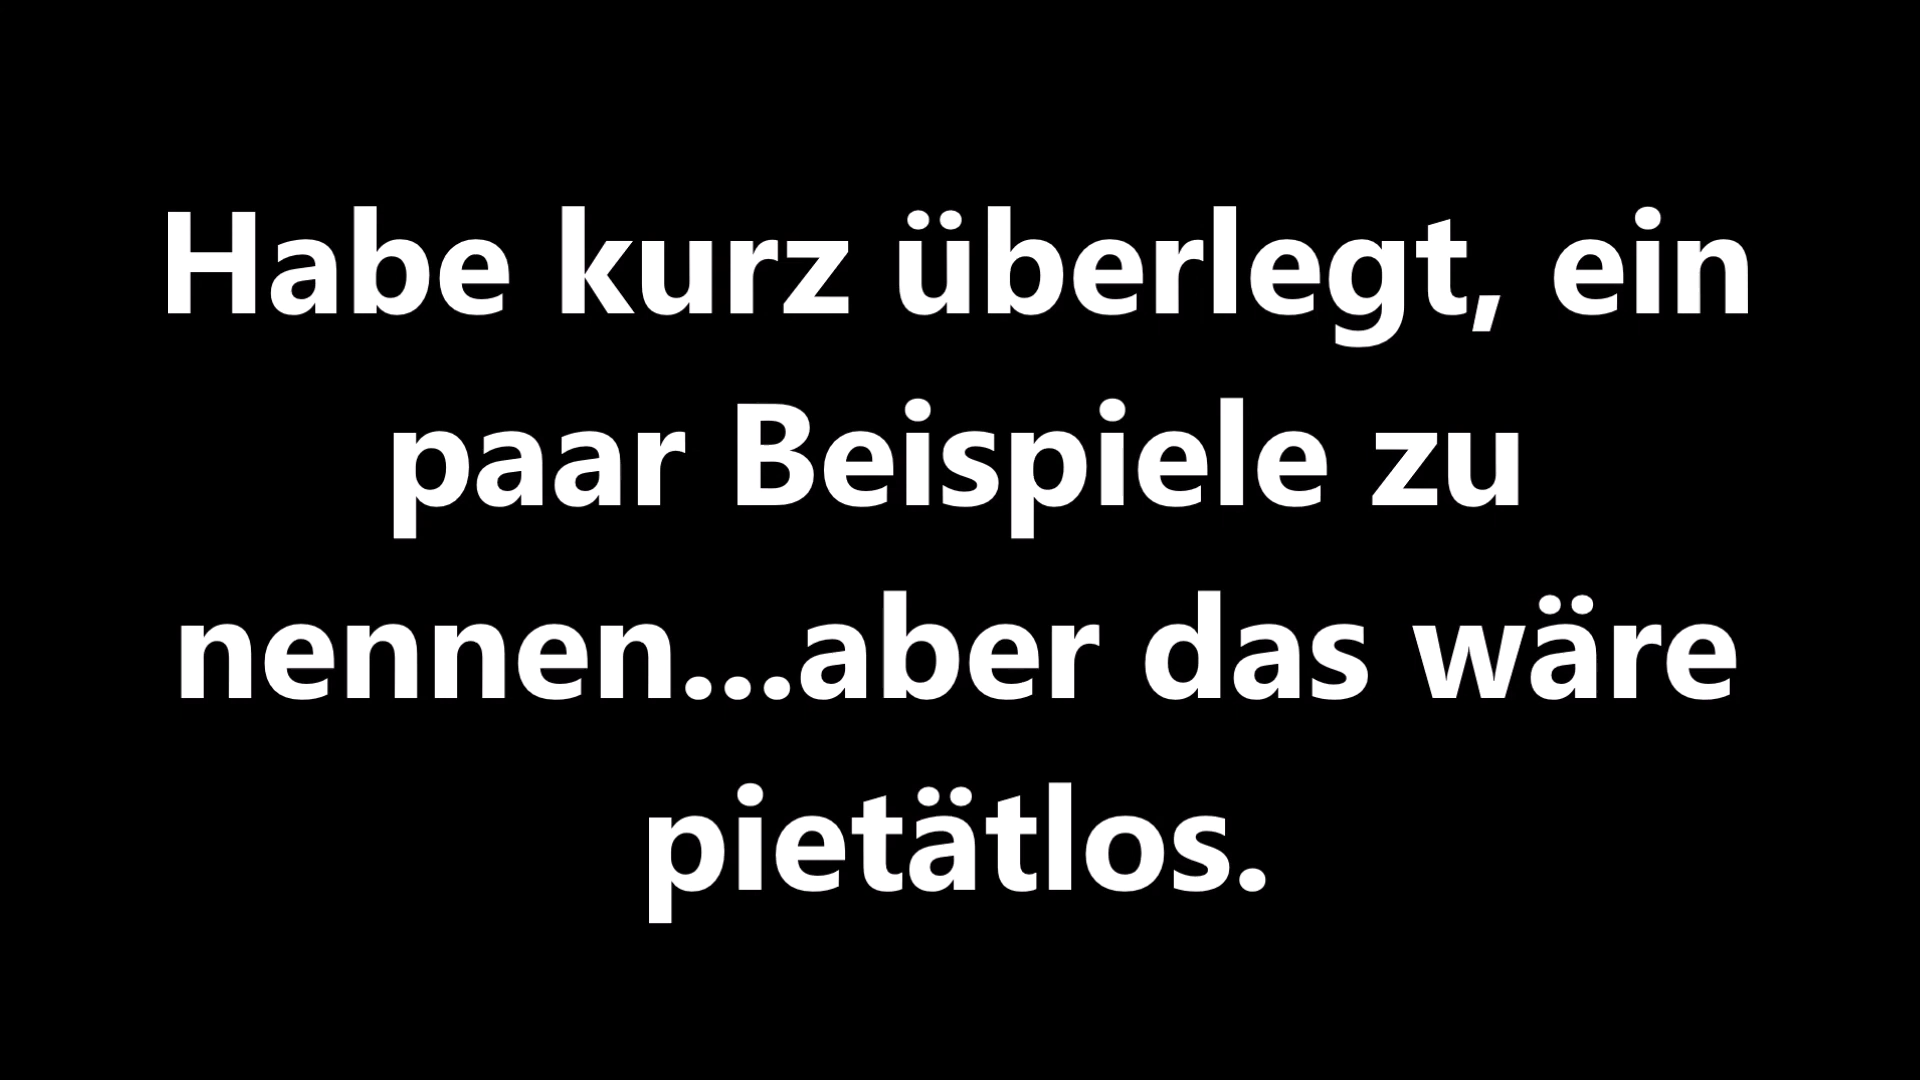 Habe kurz überlegt, ein
paar Beispiele zu
nennen...aber das wäre
pietätlos.